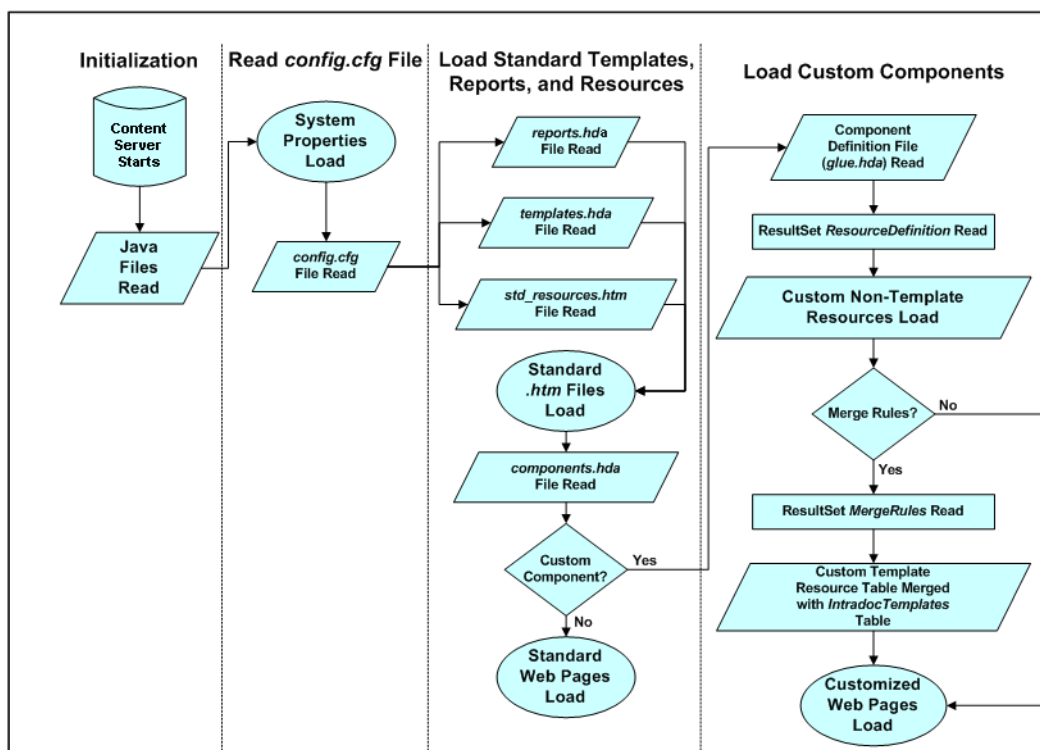 Initialization
Content
Server
Starts
Java
Files
Read
Read config.cfg File
System
Properties
Load
config.cfg
File Read
Load Standard Templates,
Reports, and Resources
reports.hda
File Read
templates.hda
File Read
std_resources.htm
File Read
Standard
.htm Files
Load
components.hda
File Read
Custom
Component?
Yes
No
Standard
Web Pages
Load
Load Custom Components
Component
Definition File
(glue.hda) Read
ResultSet ResourceDefinition Read
Custom Non-Template
Resources Load
Merge Rules?
No
Yes
ResultSet MergeRules Read
Custom Template
Resource Table Merged
with IntradocTemplates
Table
Customized
Web Pages
Load